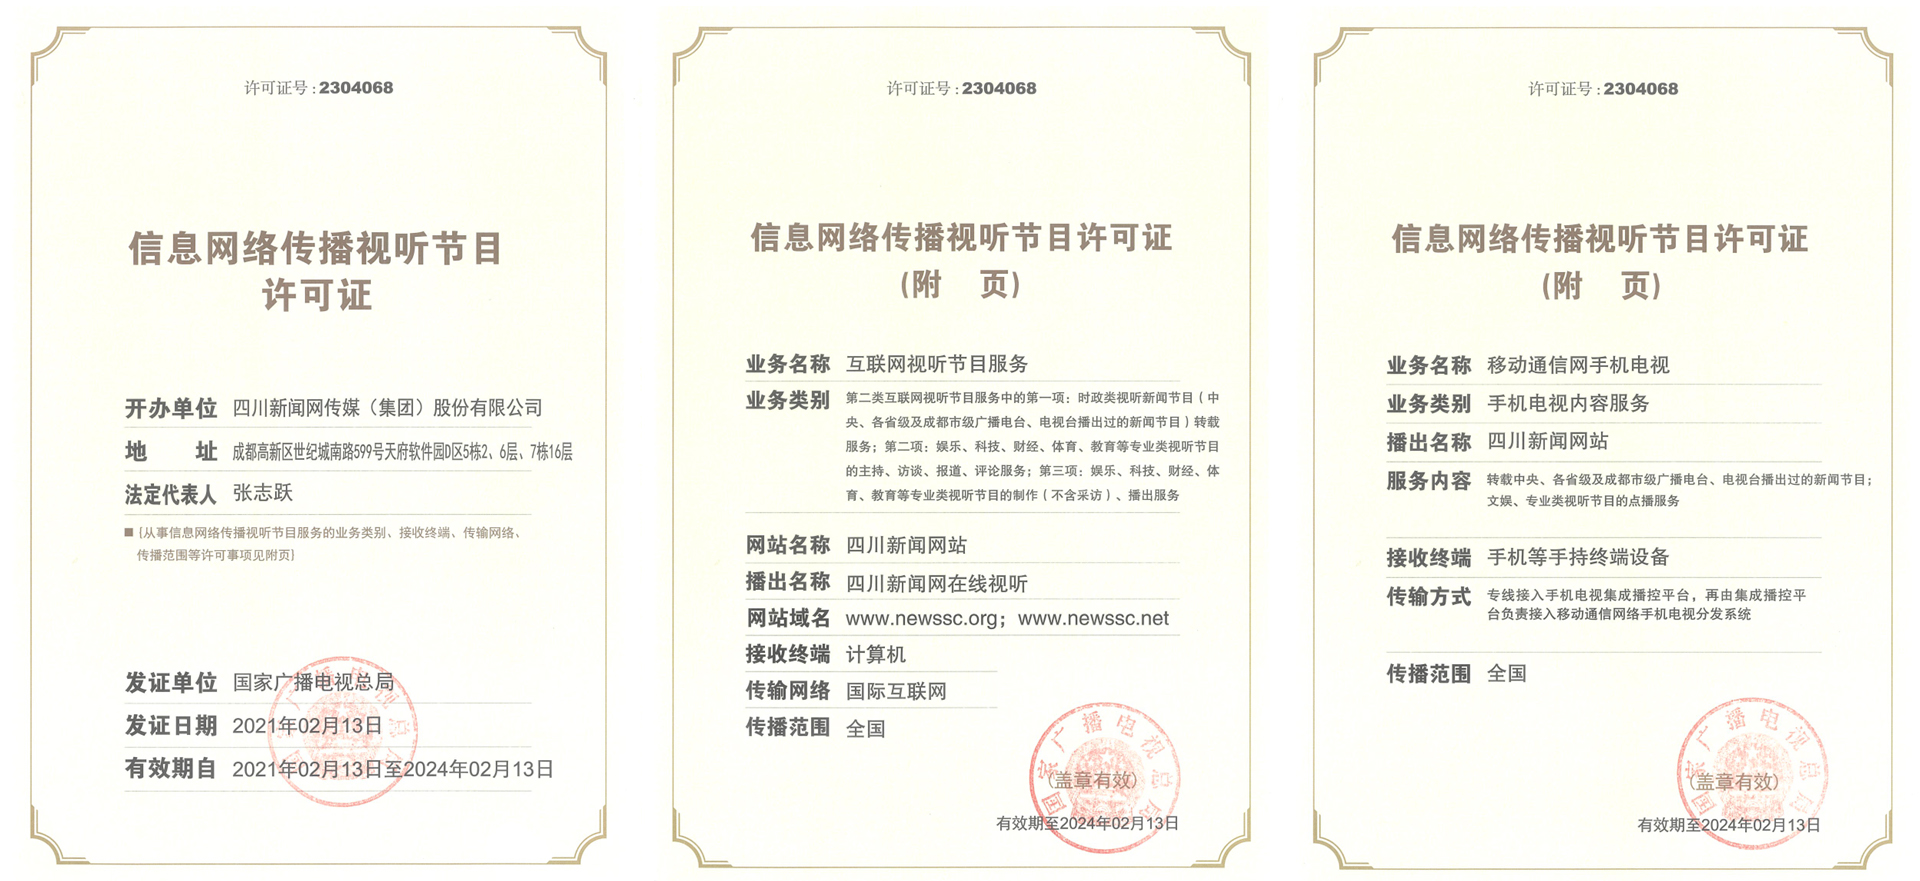 许可证号：2304068
信息网络传播视听节目
许可证
开办单位 四川新闻网传媒（集团）股份有限公司
地 址 成都高新区世纪城南路599号天府软件园D区5栋2、6层、7栋16层
法定代表人 张志跃
■ [从事信息网络传播视听节目服务的业务类别、接收终端、传输网络、
传播范围等许可事项见附页]
发证单位 国家广播电视总局
发证日期 2021年02月13日
有效期自 2021年02月13日至2024年02月13日
国家广播电视总局
许可证号：2304068
信息网络传播视听节目许可证
(附 页)
业务名称 互联网视听节目服务
业务类别 第二类互联网视听节目服务中的第一项：时政类视听新闻节目（中
央、各省级及成都市级广播电台、电视台播出过的新闻节目）转载
服务；第二项：娱乐、科技、财经、体育、教育等专业类视听节目
的主持、访谈、报道、评论服务；第三项：娱乐、科技、财经、体
育、教育等专业类视听节目的制作（不含采访）、播出服务
网站名称 四川新闻网站
播出名称 四川新闻网在线视听
网站域名 www.newssc.org；www.newssc.net
接收终端 计算机
传输网络 国际互联网
传播范围 全国
国家广播电视总局
(盖章有效)
有效期至2024年02月13日
许可证号：2304068
信息网络传播视听节目许可证
(附 页)
业务名称 移动通信网手机电视
业务类别 手机电视内容服务
播出名称 四川新闻网站
服务内容 转载中央、各省级及成都市级广播电台、电视台播出过的新闻节目；
文娱、专业类视听节目的点播服务
接收终端 手机等手持终端设备
传输方式 专线接入手机电视集成播控平台，再由集成播控平
台负责接入移动通信网络手机电视分发系统
传播范围 全国
国家广播电视总局
(盖章有效)
有效期至2024年02月13日